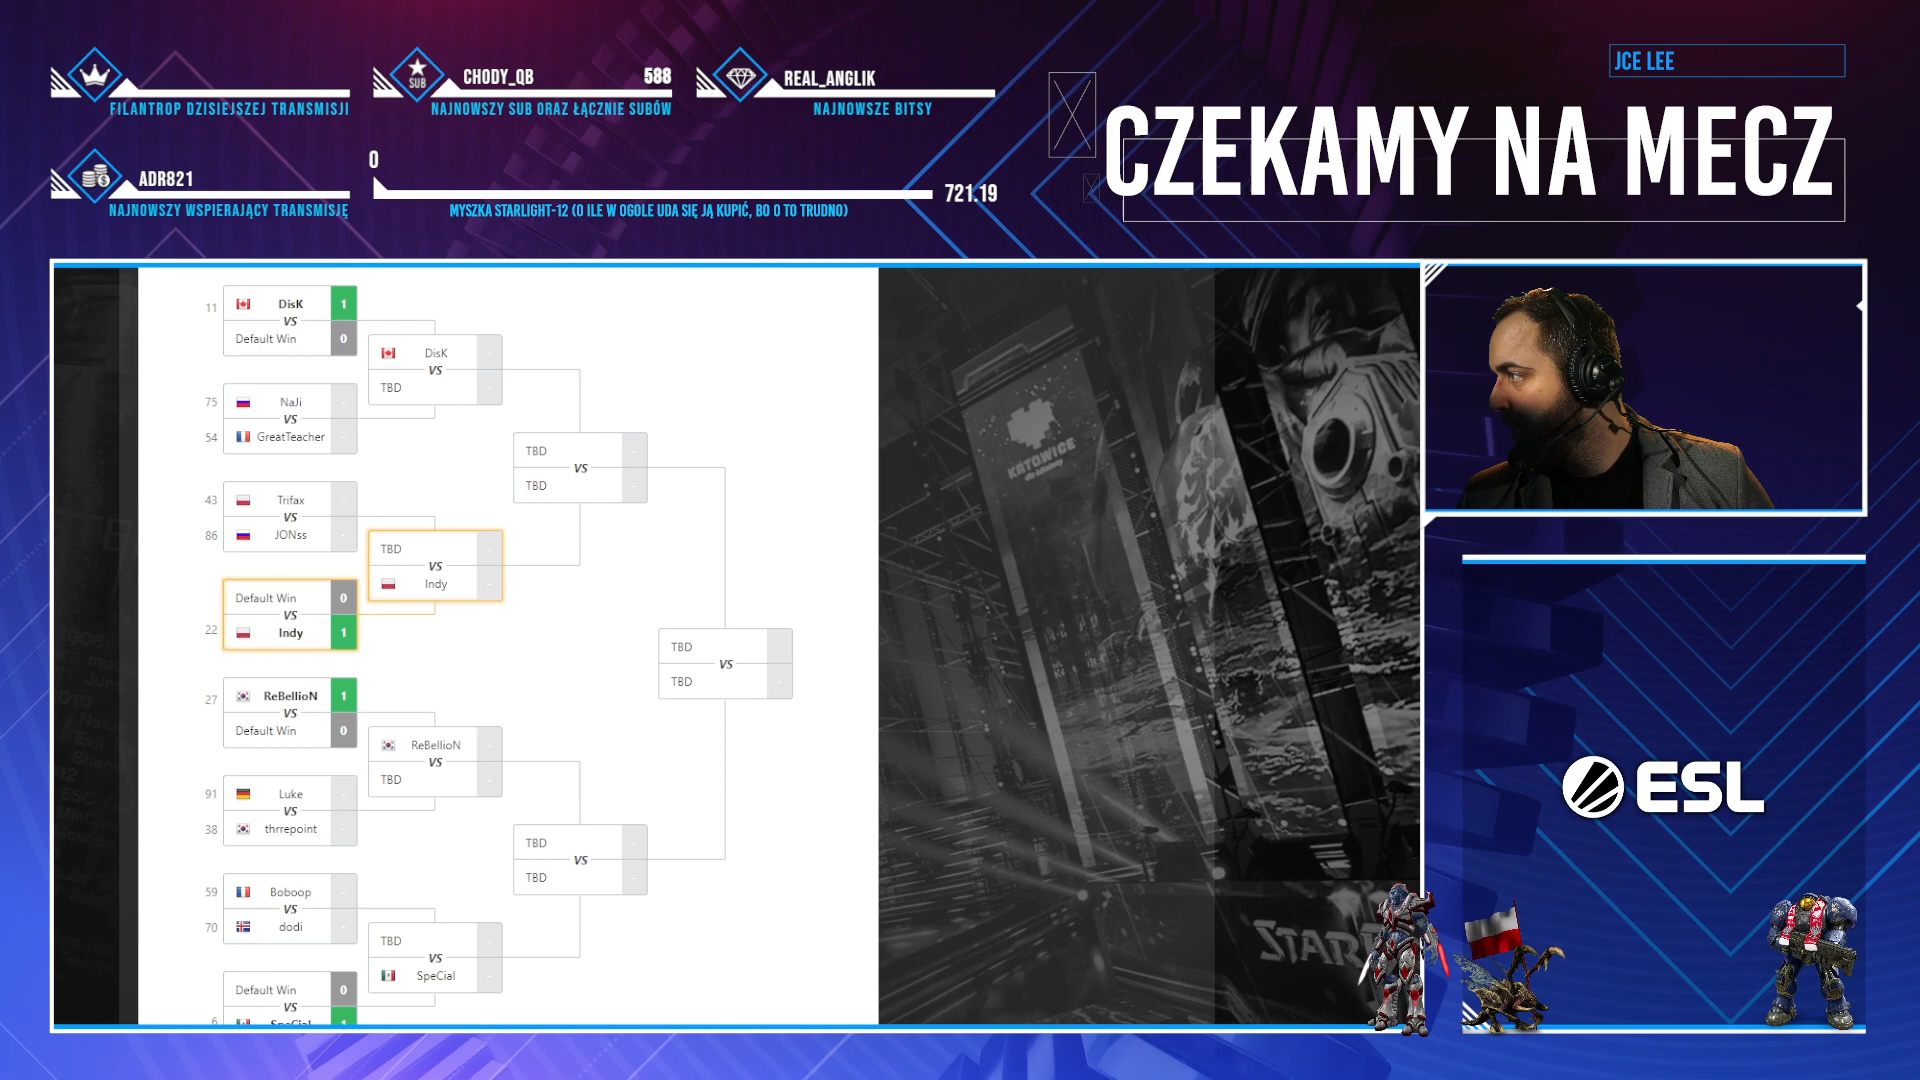 JCE LEE
CZEKAMY NA MECZ
FILANTROP DZISIEJSZEJ TRANSMISJI
SUB
CHODY_QB
588
NAJNOWSZY SUB ORAZ ŁĄCZNIE SUBÓW
REAL_ANGLIK
NAJNOWSZE BITSY
ADR821
NAJNOWSZY WSPIERAJĄCY TRANSMISJĘ
0
721.19
MYSZKA STARLIGHT-12 (O ILE W OGOLE UDA SIĘ JĄ KUPIĆ, BO O TO TRUDNO)
11 DisK 1
VS
Default Win 0
75 NaJi -
VS
54 GreatTeacher -
43 Trifax -
VS
86 JONss -
Default Win 0
VS
22 Indy 1
27 ReBellioN 1
VS
Default Win 0
91 Luke -
VS
38 thrrepoint -
59 Boboop -
VS
70 dodi -
Default Win 0
VS
6 SpeCial 1
DisK -
VS
TBD -
TBD -
VS
Indy -
ReBellioN -
VS
TBD -
TBD -
VS
SpeCial -
TBD -
VS
TBD -
TBD -
VS
TBD -
TBD -
VS
TBD -
KATOWICE
ESL